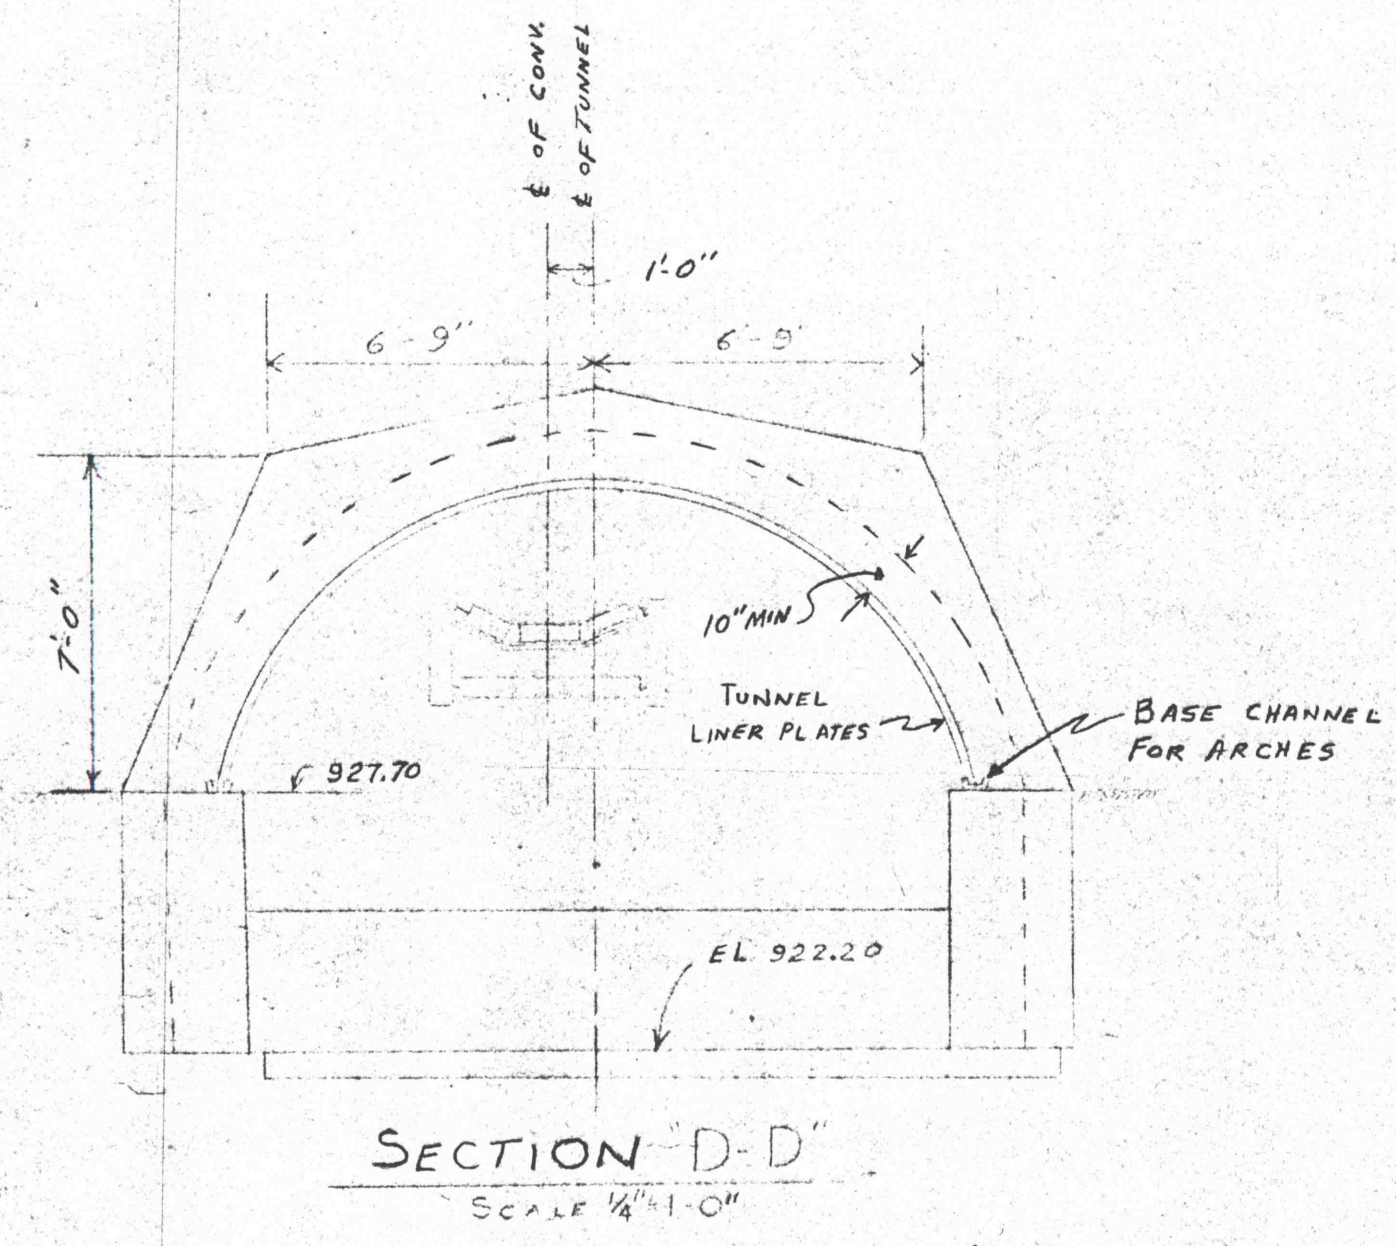 ℄ OF CONV.
℄ OF TUNNEL
1'-0"
6'-9"
6'-9'
7'-0"
10" MIN
TUNNEL
LINER PLATES
BASE CHANNEL
FOR ARCHES
927.70
EL 922.20
SECTION "D-D"
SCALE 1/4"=1'-0"